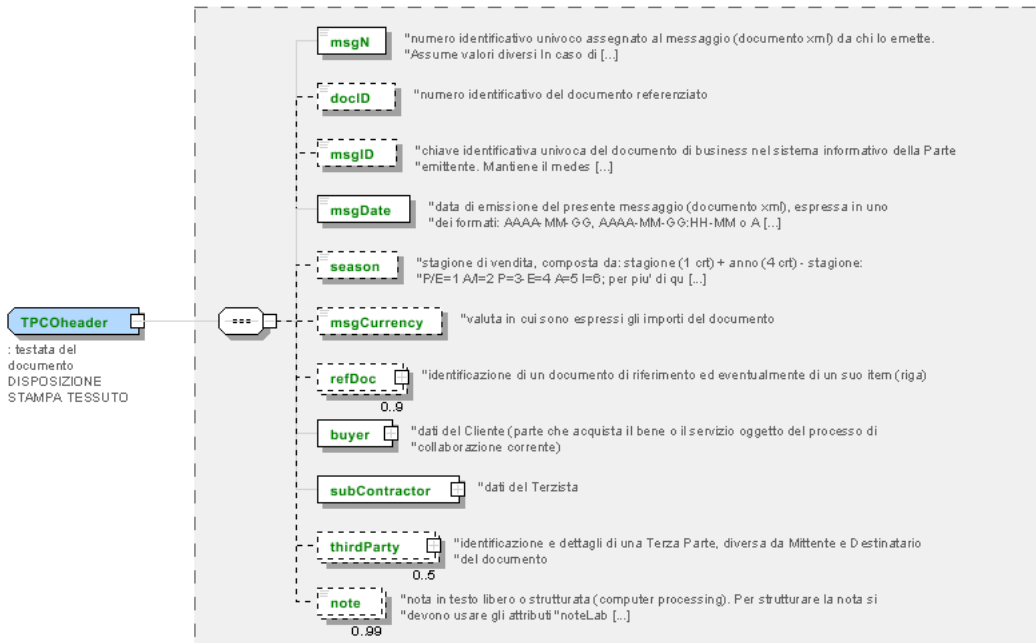 msgN
"numero identificativo univoco assegnato al messaggio (documento xml) da chi lo emette.
"Assume valori diversi In caso di [...]
docID
"numero identificativo del documento referenziato
msgID
"chiave identificativa univoca del documento di business nel sistema informativo della Parte
"emittente. Mantiene il medes [...]
msgDate
"data di emissione del presente messaggio (documento xml), espressa in uno
"dei formati: AAAA-MM-GG, AAAA-MM-GG:HH-MM o A [...]
season
"stagione di vendita, composta da: stagione (1 crt) + anno (4 crt) - stagione:
"P/E=1 A/I=2 P=3 E=4 A=5 I=6; per piu' di qu [...]
TPCOheader
: testata del
documento
DISPOSIZIONE
STAMPA TESSUTO
msgCurrency
"valuta in cui sono espressi gli importi del documento
refDoc
"identificazione di un documento di riferimento ed eventualmente di un suo item (riga)
0..9
buyer
"dati del Cliente (parte che acquista il bene o il servizio oggetto del processo di
"collaborazione corrente)
subContractor
"dati del Terzista
thirdParty
"identificazione e dettagli di una Terza Parte, diversa da Mittente e Destinatario
"del documento
0..5
note
"nota in testo libero o strutturata (computer processing). Per strutturare la nota si
"devono usare gli attributi "noteLab [...]
0..99